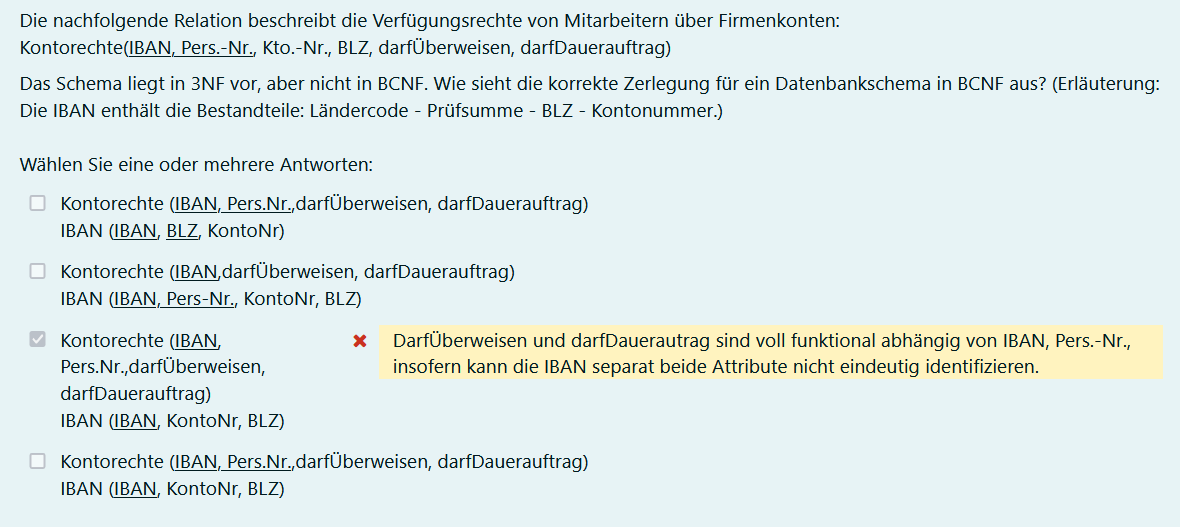 Die nachfolgende Relation beschreibt die Verfügungsrechte von Mitarbeitern über Firmenkonten:
Kontorechte(IBAN, Pers.-Nr., Kto.-Nr., BLZ, darfÜberweisen, darfDauerauftrag)
Das Schema liegt in 3NF vor, aber nicht in BCNF. Wie sieht die korrekte Zerlegung für ein Datenbankschema in BCNF aus? (Erläuterung:
Die IBAN enthält die Bestandteile: Ländercode - Prüfsumme - BLZ - Kontonummer.)
Wählen Sie eine oder mehrere Antworten:
Kontorechte (IBAN, Pers.Nr.,darfÜberweisen, darfDauerauftrag)
IBAN (IBAN, BLZ, KontoNr)
Kontorechte (IBAN,darfÜberweisen, darfDauerauftrag)
IBAN (IBAN, Pers-Nr., KontoNr, BLZ)
Kontorechte (IBAN,
Pers.Nr.,darfÜberweisen,
darfDauerauftrag)
IBAN (IBAN, KontoNr, BLZ)
DarfÜberweisen und darfDauerautrag sind voll funktional abhängig von IBAN, Pers.-Nr.,
insofern kann die IBAN separat beide Attribute nicht eindeutig identifizieren.
Kontorechte (IBAN, Pers.Nr.,darfÜberweisen, darfDauerauftrag)
IBAN (IBAN, KontoNr, BLZ)